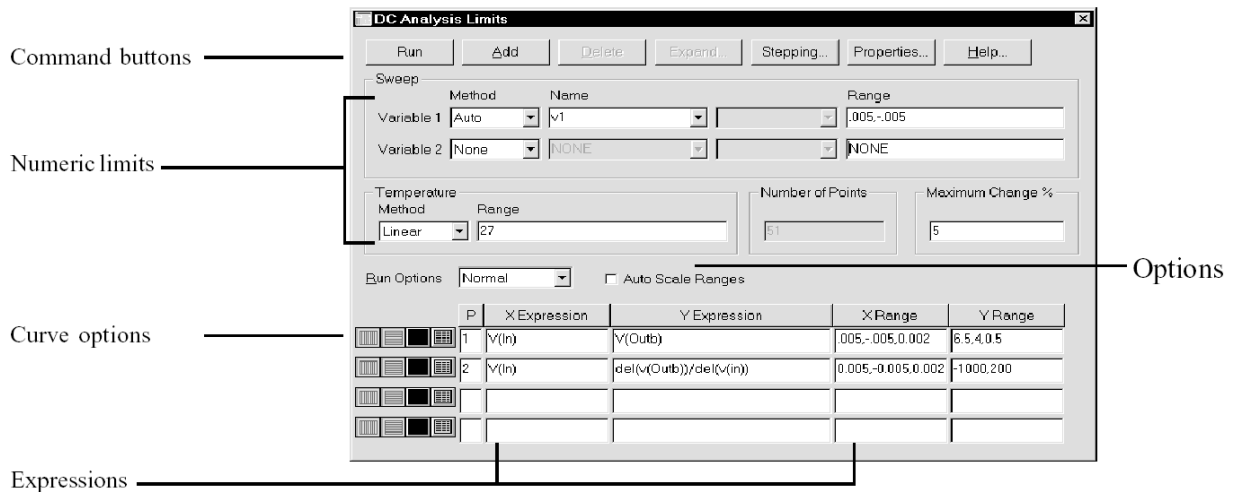 DC Analysis Limits
Command buttons
Run Add Delete Expand... Stepping... Properties... Help...
Sweep
Method Name Range
Variable 1 Auto v1 .005,-.005
Numeric limits
Variable 2 None NONE NONE
Temperature Number of Points Maximum Change %
Method Range
Linear 27 51 5
Options
Run Options Normal Auto Scale Ranges
P X Expression Y Expression X Range Y Range
Curve options
1 V(In) V(Outb) .005,-.005,0.002 6.5,4,0.5
2 V(In) del(v(Outb))/del(v(in)) 0.005,-0.005,0.002 -1000,200
Expressions